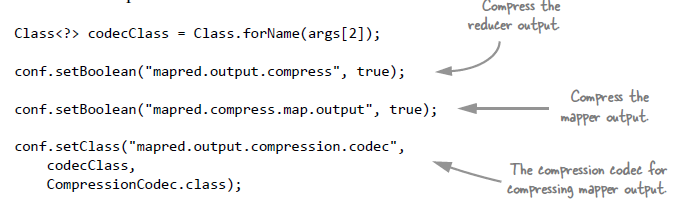 Compress the
reducer output.
Class<?> codecClass = Class.forName(args[2]);
conf.setBoolean("mapred.output.compress", true);
conf.setBoolean("mapred.compress.map.output", true);
Compress the
mapper output.
conf.setClass("mapred.output.compression.codec",
codecClass,
CompressionCodec.class);
The compression codec for
compressing mapper output.